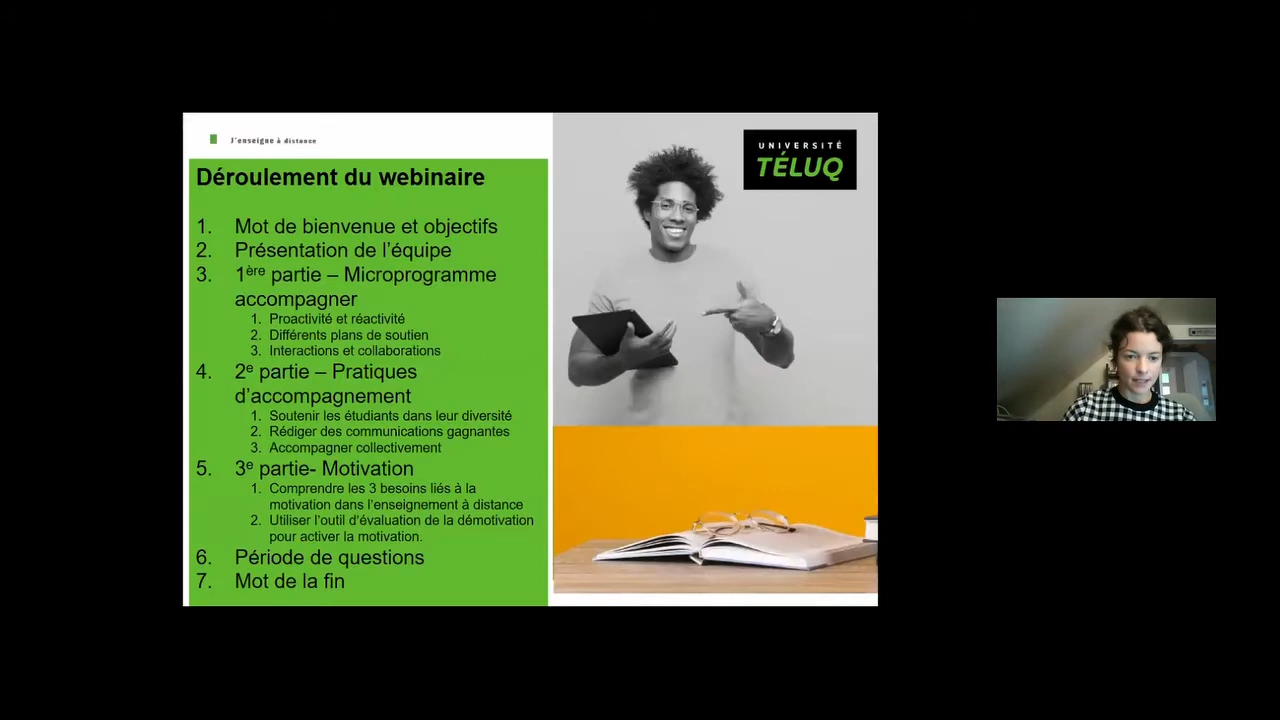 J'enseigne à distance
UNIVERSITÉ
TÉLUQ
Déroulement du webinaire
1. Mot de bienvenue et objectifs
2. Présentation de l'équipe
3. 1ère partie – Microprogramme
accompagner
1. Proactivité et réactivité
2. Différents plans de soutien
3. Interactions et collaborations
4. 2e partie – Pratiques
d'accompagnement
1. Soutenir les étudiants dans leur diversité
2. Rédiger des communications gagnantes
3. Accompagner collectivement
5. 3e partie- Motivation
1. Comprendre les 3 besoins liés à la
motivation dans l'enseignement à distance
2. Utiliser l'outil d'évaluation de la démotivation
pour activer la motivation.
6. Période de questions
7. Mot de la fin